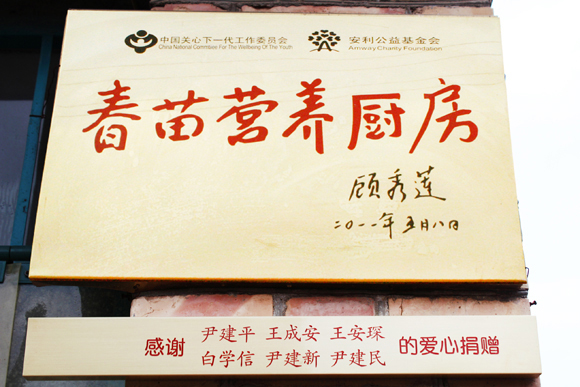 中国关心下一代工作委员会 安利公益基金会
China National Committee For The Wellbeing Of The Youth Amway Charity Foundation
春苗营养厨房
顾秀莲
二〇一一年五月八日
感谢 尹建平 王成安 王安琛 的爱心捐赠
白学信 尹建新 尹建民